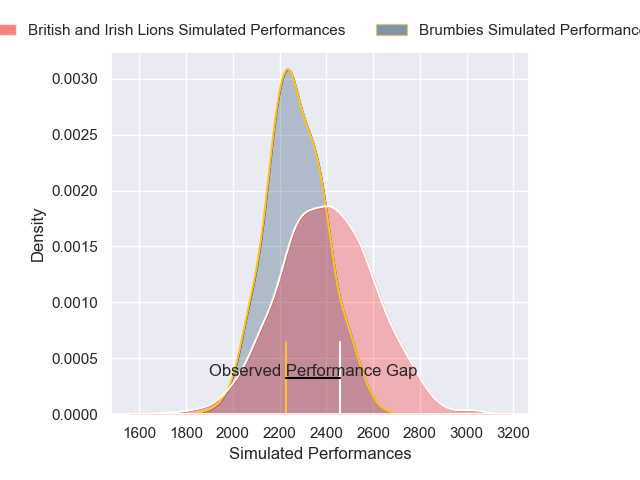 British and Irish Lions Simulated Performances Brumbies Simulated Performanc
0.0030
0.0025
0.0020
0.0015
0.0010
0.0005
0.0000
Density
Observed Performance Gap
1600 1800 2000 2200 2400 2600 2800 3000 3200
Simulated Performances